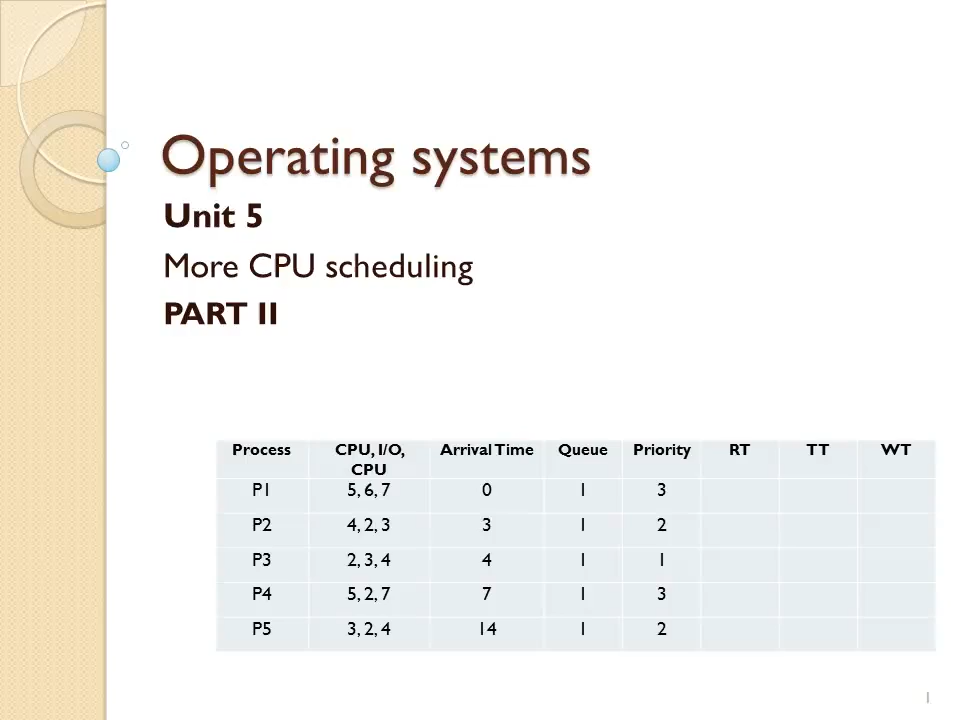 Operating systems
Unit 5
More CPU scheduling
PART II
Process CPU, I/O, CPU Arrival Time Queue Priority RT TT WT
P1 5, 6, 7 0 1 3
P2 4, 2, 3 3 1 2
P3 2, 3, 4 4 1 1
P4 5, 2, 7 7 1 3
P5 3, 2, 4 14 1 2
1